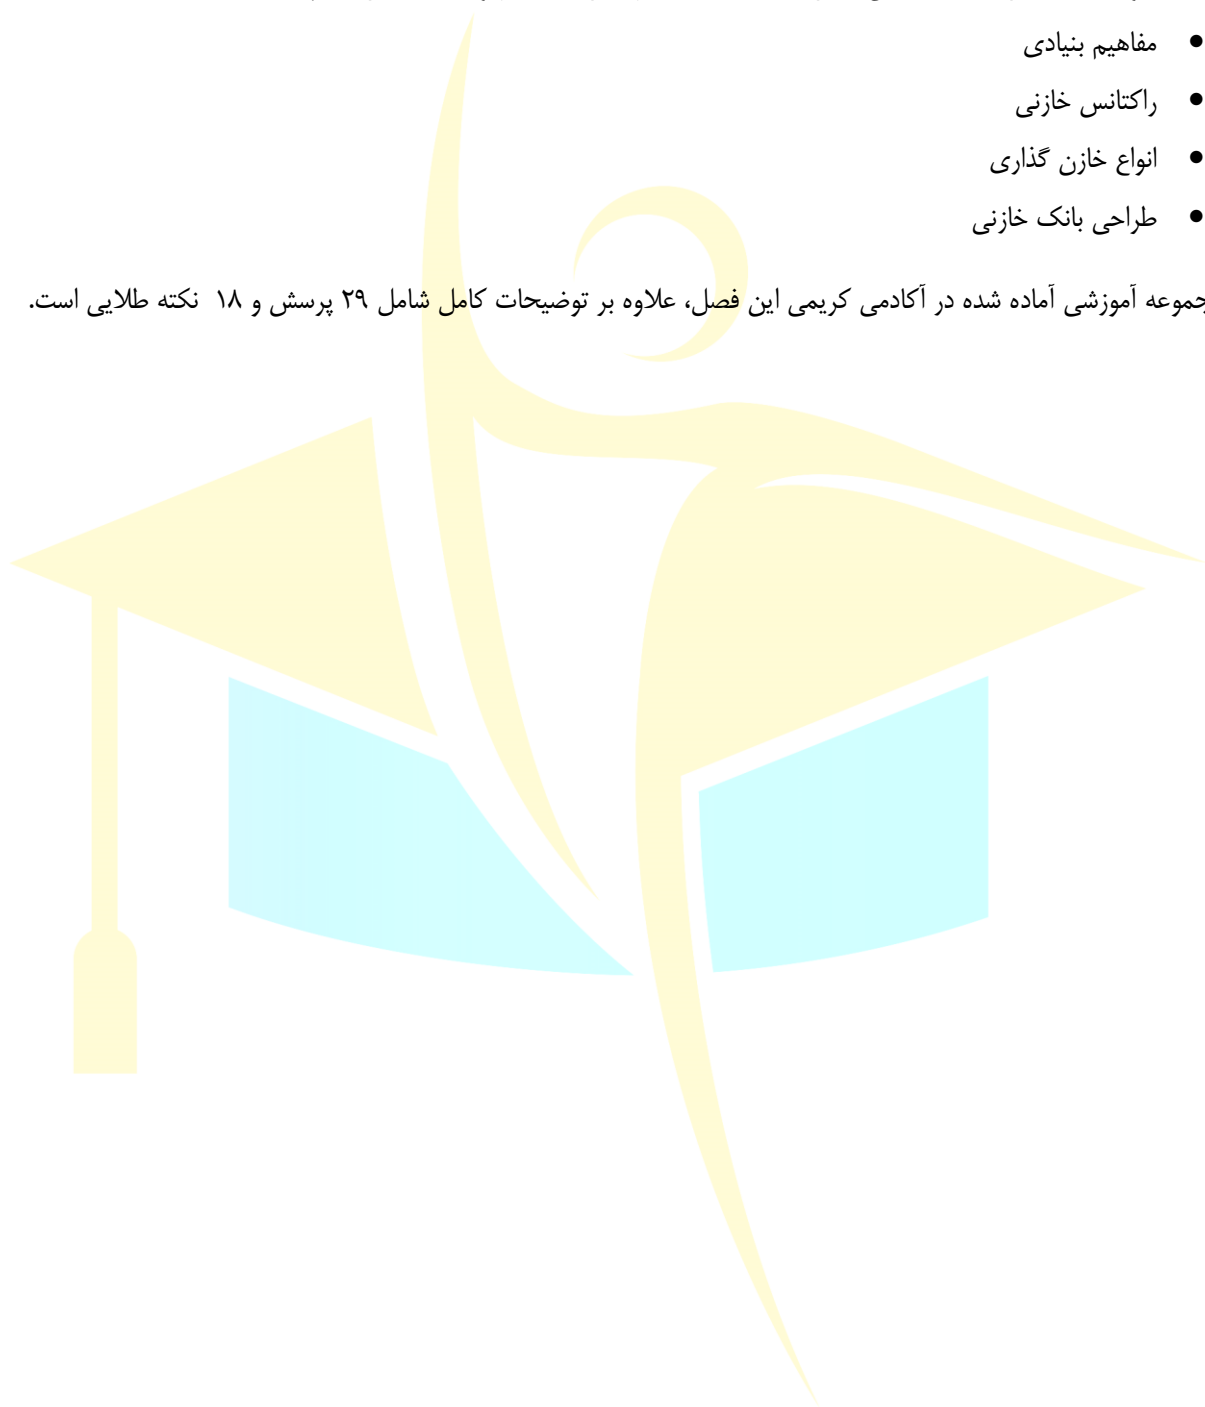 • مفاهیم بنیادی
• راکتانس خازنی
• انواع خازن گذاری
• طراحی بانک خازنی
جموعه آموزشی آماده شده در آکادمی کریمی این فصل، علاوه بر توضیحات کامل شامل ۲۹ پرسش و ۱۸ نکته طلایی است.